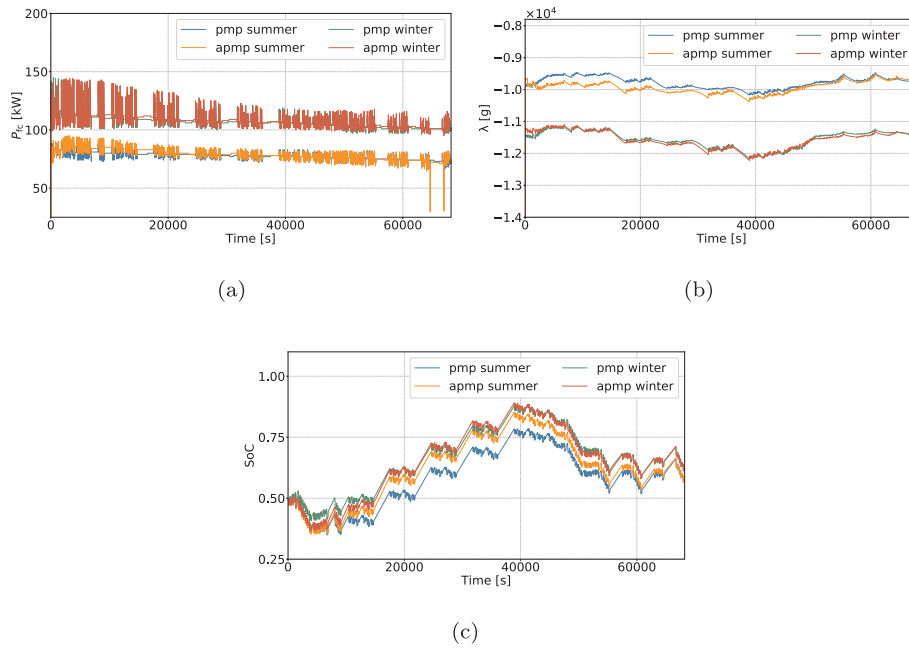 200
150
100
50
P_fc [kW]
pmp summer
apmp summer
pmp winter
apmp winter
0
20000
40000
60000
Time [s]
(a)
×10⁴
−0.8
−0.9
−1.0
−1.1
−1.2
−1.3
−1.4
λ [g]
pmp summer
apmp summer
pmp winter
apmp winter
0
20000
40000
60000
Time [s]
(b)
1.00
0.75
0.50
0.25
SoC
pmp summer
apmp summer
pmp winter
apmp winter
0
20000
40000
60000
Time [s]
(c)